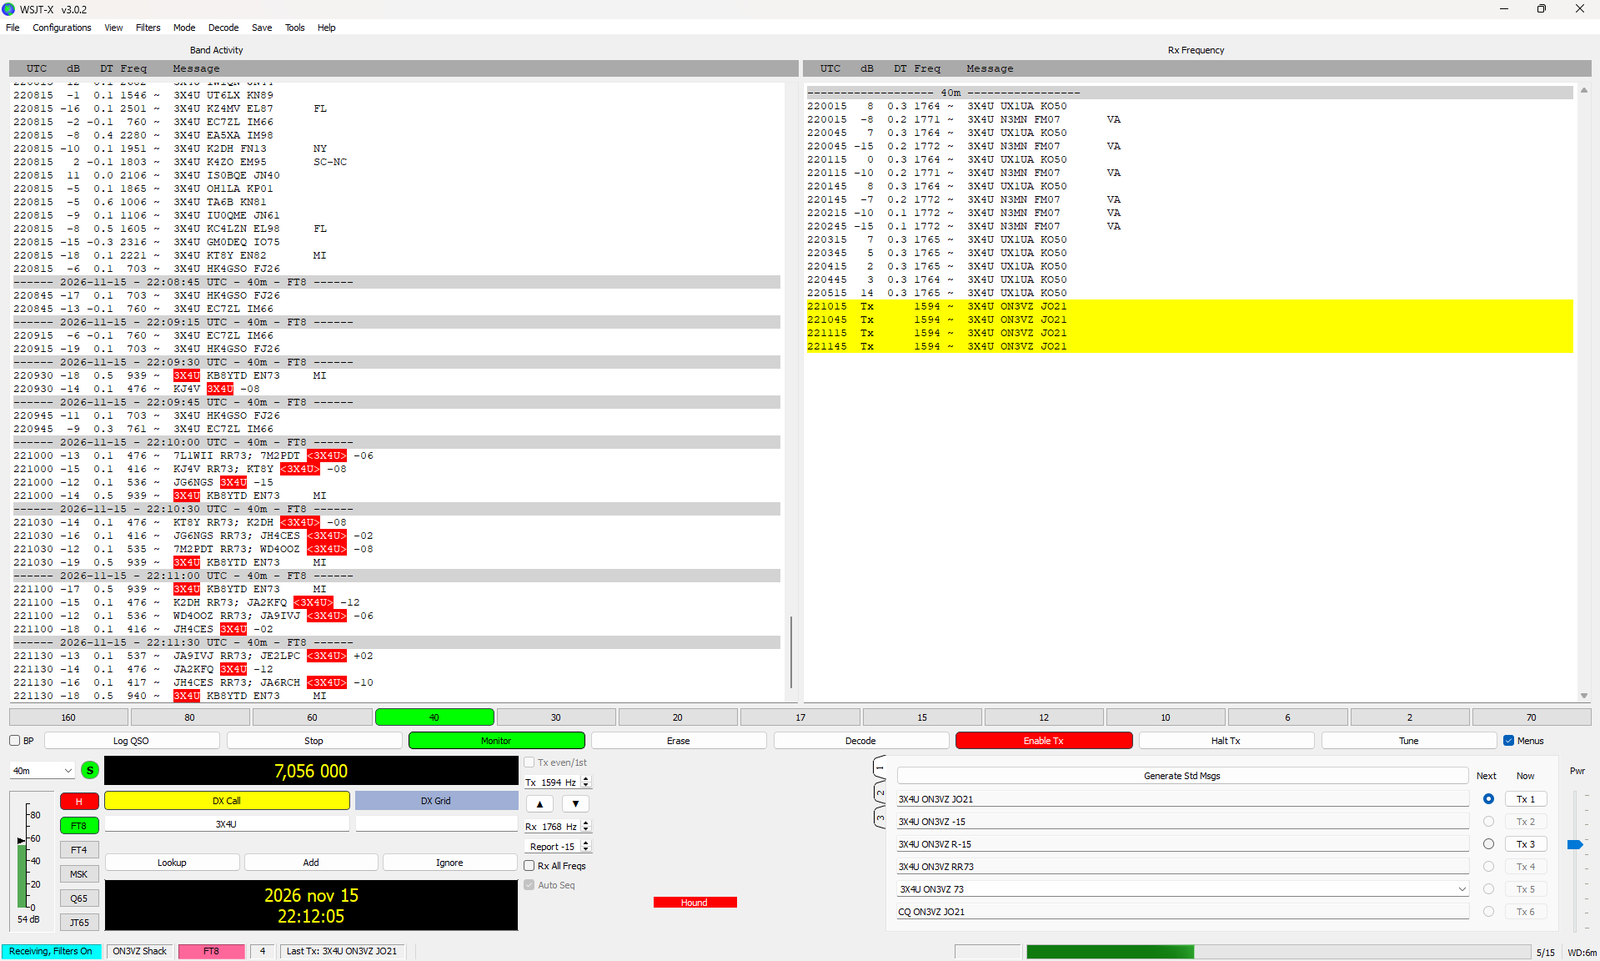 WSJT-X   v3.0.2
File   Configurations   View   Filters   Mode   Decode   Save   Tools   Help
Band Activity
UTC   dB   DT Freq   Message
220815 -1 0.1 1546 ~ 3X4U UT6LX KN89
220815 -16 0.1 2501 ~ 3X4U KZ4MV EL87 FL
220815 -2 -0.1 760 ~ 3X4U EC7ZL IM66
220815 -8 0.4 2280 ~ 3X4U EA5XA IM98
220815 -10 0.1 1951 ~ 3X4U K2DH FN13 NY
220815 2 -0.1 1803 ~ 3X4U K4ZO EM95 SC-NC
220815 11 0.0 2106 ~ 3X4U IS0BQE JN40
220815 -5 0.1 1865 ~ 3X4U OH1LA KP01
220815 -5 0.6 1006 ~ 3X4U TA6B KN81
220815 -9 0.1 1106 ~ 3X4U IU0QME JN61
220815 -8 0.5 1605 ~ 3X4U KC4LZN EL98 FL
220815 -15 -0.3 2316 ~ 3X4U GM0DEQ IO75
220815 -18 0.1 2221 ~ 3X4U KT8Y EN82 MI
220815 -6 0.1 703 ~ 3X4U HK4GSO FJ26
------ 2026-11-15 - 22:08:45 UTC - 40m - FT8 ------
220845 -17 0.1 703 ~ 3X4U HK4GSO FJ26
220845 -13 -0.1 760 ~ 3X4U EC7ZL IM66
------ 2026-11-15 - 22:09:15 UTC - 40m - FT8 ------
220915 -6 -0.1 760 ~ 3X4U EC7ZL IM66
220915 -19 0.1 703 ~ 3X4U HK4GSO FJ26
------ 2026-11-15 - 22:09:30 UTC - 40m - FT8 ------
220930 -18 0.5 939 ~ 3X4U KB8YTD EN73 MI
220930 -14 0.1 476 ~ KJ4V 3X4U -08
------ 2026-11-15 - 22:09:45 UTC - 40m - FT8 ------
220945 -11 0.1 703 ~ 3X4U HK4GSO FJ26
220945 -9 0.3 761 ~ 3X4U EC7ZL IM66
------ 2026-11-15 - 22:10:00 UTC - 40m - FT8 ------
221000 -13 0.1 476 ~ 7L1WII RR73; 7M2PDT <3X4U> -06
221000 -15 0.1 416 ~ KJ4V RR73; KT8Y <3X4U> -08
221000 -12 0.1 536 ~ JG6NGS 3X4U -15
221000 -14 0.5 939 ~ 3X4U KB8YTD EN73 MI
------ 2026-11-15 - 22:10:30 UTC - 40m - FT8 ------
221030 -14 0.1 476 ~ KT8Y RR73; K2DH <3X4U> -08
221030 -16 0.1 416 ~ JG6NGS RR73; JH4CES <3X4U> -02
221030 -12 0.1 535 ~ 7M2PDT RR73; WD4OOZ <3X4U> -08
221030 -19 0.5 939 ~ 3X4U KB8YTD EN73 MI
------ 2026-11-15 - 22:11:00 UTC - 40m - FT8 ------
221100 -17 0.5 939 ~ 3X4U KB8YTD EN73 MI
221100 -15 0.1 476 ~ K2DH RR73; JA2KFQ <3X4U> -12
221100 -12 0.1 536 ~ WD4OOZ RR73; JA9IVJ <3X4U> -06
221100 -18 0.1 416 ~ JH4CES 3X4U -02
------ 2026-11-15 - 22:11:30 UTC - 40m - FT8 ------
221130 -13 0.1 537 ~ JA9IVJ RR73; JE2LPC <3X4U> +02
221130 -14 0.1 476 ~ JA2KFQ 3X4U -12
221130 -16 0.1 417 ~ JH4CES RR73; JA6RCH <3X4U> -10
221130 -18 0.5 940 ~ 3X4U KB8YTD EN73 MI
Rx Frequency
UTC   dB   DT Freq   Message
------------------- 40m -----------------
220015 8 0.3 1764 ~ 3X4U UX1UA KO50
220015 -8 0.2 1771 ~ 3X4U N3MN FM07 VA
220045 7 0.3 1764 ~ 3X4U UX1UA KO50
220045 -15 0.2 1772 ~ 3X4U N3MN FM07 VA
220115 0 0.3 1764 ~ 3X4U UX1UA KO50
220115 -10 0.2 1771 ~ 3X4U N3MN FM07 VA
220145 8 0.3 1764 ~ 3X4U UX1UA KO50
220145 -7 0.2 1772 ~ 3X4U N3MN FM07 VA
220215 -10 0.1 1772 ~ 3X4U N3MN FM07 VA
220245 -15 0.1 1772 ~ 3X4U N3MN FM07 VA
220315 7 0.3 1765 ~ 3X4U UX1UA KO50
220345 5 0.3 1765 ~ 3X4U UX1UA KO50
220415 2 0.3 1765 ~ 3X4U UX1UA KO50
220445 3 0.3 1765 ~ 3X4U UX1UA KO50
220515 14 0.3 1765 ~ 3X4U UX1UA KO50
221015 Tx 1594 ~ 3X4U ON3VZ JO21
221045 Tx 1594 ~ 3X4U ON3VZ JO21
221115 Tx 1594 ~ 3X4U ON3VZ JO21
221145 Tx 1594 ~ 3X4U ON3VZ JO21
160 80 60 40 30 20 17 15 12 10 6 2 70
BP Log QSO Stop Monitor Erase Decode Enable Tx Halt Tx Tune Menus
40m S 7,056 000
H DX Call DX Grid
FT8 3X4U
FT4
MSK Lookup Add Ignore
Q65 2026 nov 15
JT65 22:12:05
80
60
40
20
0
54 dB
Tx even/1st
Tx 1594 Hz
▲ ▼
Rx 1768 Hz
Report -15
Rx All Freqs
Auto Seq
Hound
1
2
3
Generate Std Msgs Next Now Pwr
3X4U ON3VZ JO21 Tx 1
3X4U ON3VZ -15 Tx 2
3X4U ON3VZ R-15 Tx 3
3X4U ON3VZ RR73 Tx 4
3X4U ON3VZ 73 Tx 5
CQ ON3VZ JO21 Tx 6
Receiving, Filters On ON3VZ Shack FT8 4 Last Tx: 3X4U ON3VZ JO21 5/15 WD:6m